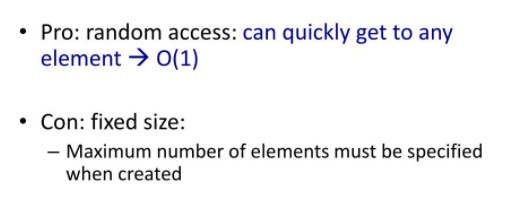 • Pro: random access: can quickly get to any
element → O(1)
• Con: fixed size:
– Maximum number of elements must be specified
when created